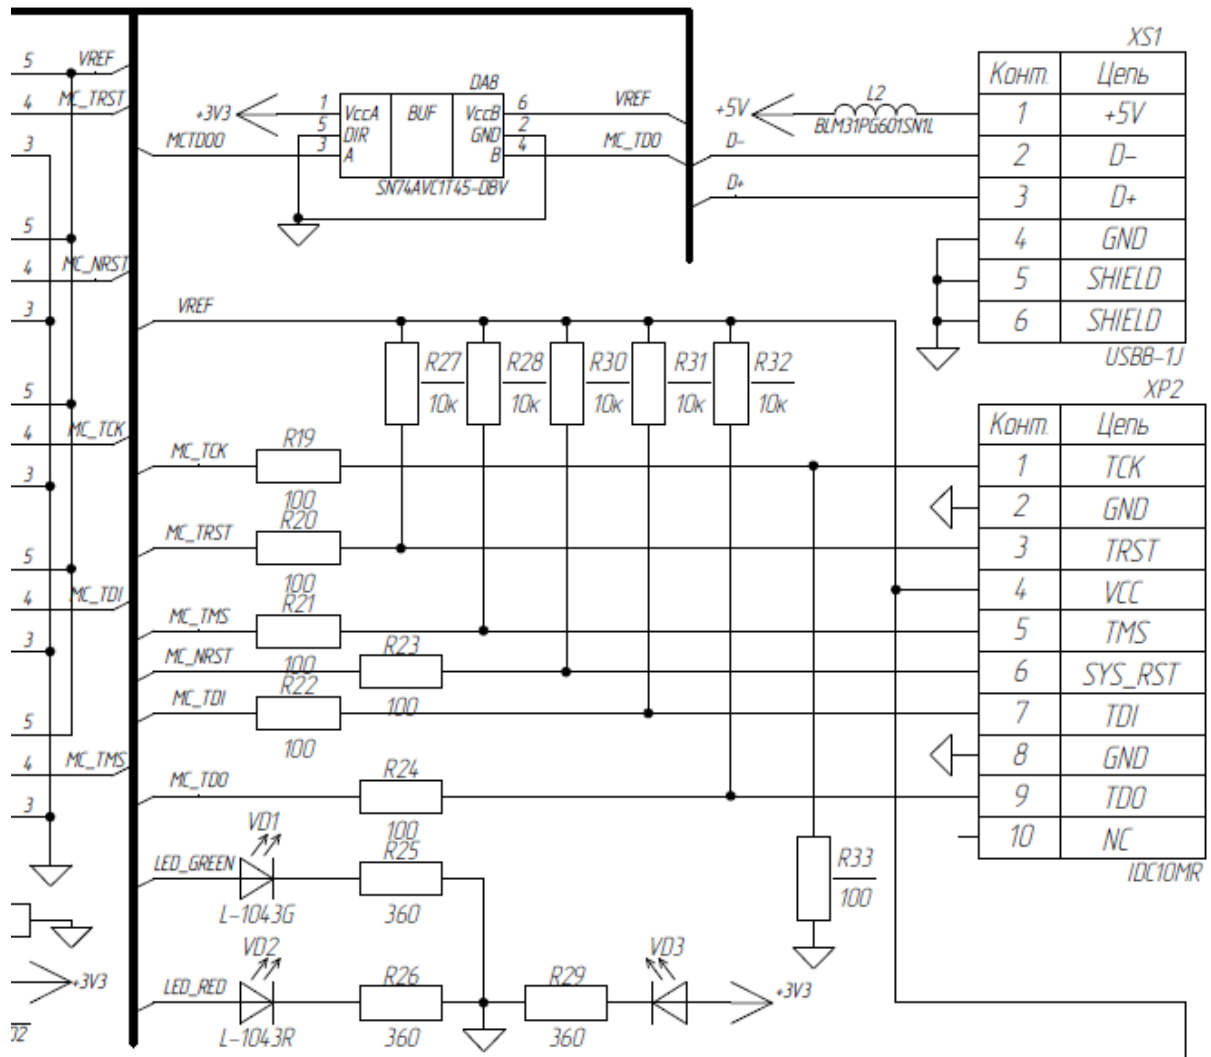 5 VREF
4 MC_TRST
3
5
4 MC_NRST
3
5
4 MC_TCK
3
5
4 MC_TDI
3
5
4 MC_TMS
3
+3V3
DA8
1 VccA BUF VccB 6 VREF
5 DIR GND 2
MCTDO0 3 A B 4 MC_TDO
SN74AVC1T45-DBV
+5V L2
BLM31PG601SN1L
D-
D+
XS1
Конт. Цепь
1 +5V
2 D-
3 D+
4 GND
5 SHIELD
6 SHIELD
USBB-1J
VREF
R27 R28 R30 R31 R32
10к 10к 10к 10к 10к
MC_TCK R19
100
MC_TRST R20
100
MC_TMS R21
100
MC_NRST R23
100
MC_TDI R22
100
MC_TDO R24
100
XP2
Конт. Цепь
1 TCK
2 GND
3 TRST
4 VCC
5 TMS
6 SYS_RST
7 TDI
8 GND
9 TDO
10 NC
IDC10MR
R33
100
LED_GREEN VD1 R25
L-1043G 360
LED_RED VD2 R26 R29 VD3 +3V3
L-1043R 360 360
+3V3